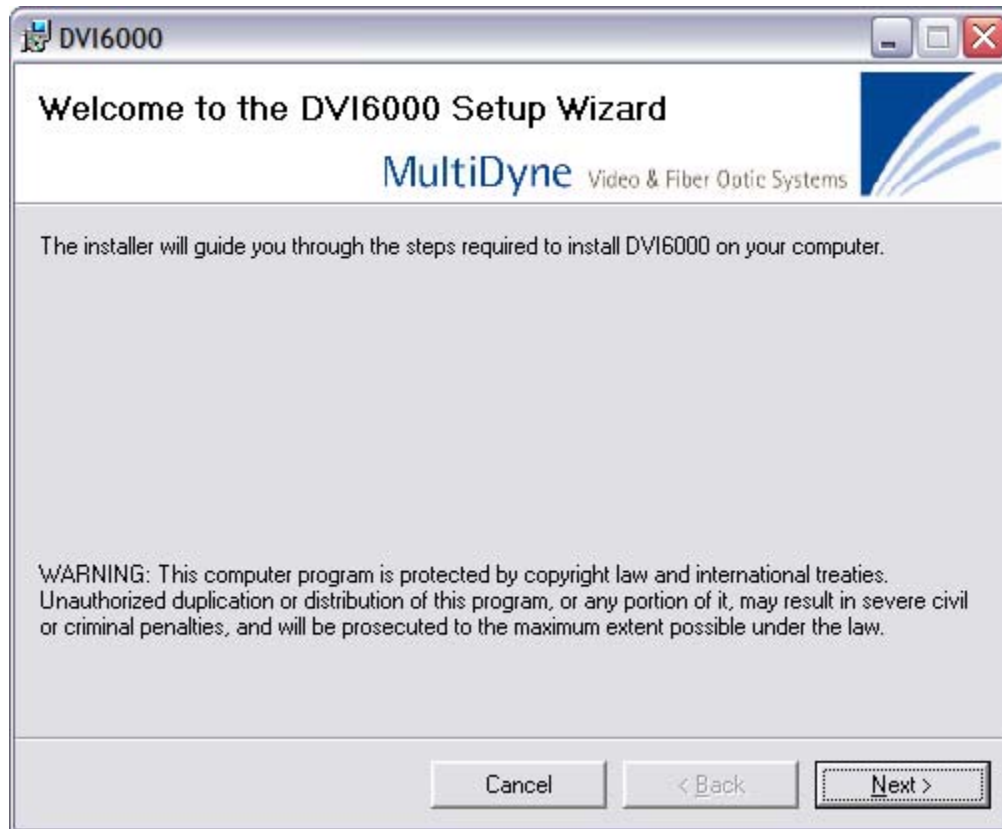 DVI6000
Welcome to the DVI6000 Setup Wizard
MultiDyne Video & Fiber Optic Systems
The installer will guide you through the steps required to install DVI6000 on your computer.
WARNING: This computer program is protected by copyright law and international treaties.
Unauthorized duplication or distribution of this program, or any portion of it, may result in severe civil
or criminal penalties, and will be prosecuted to the maximum extent possible under the law.
Cancel < Back Next >